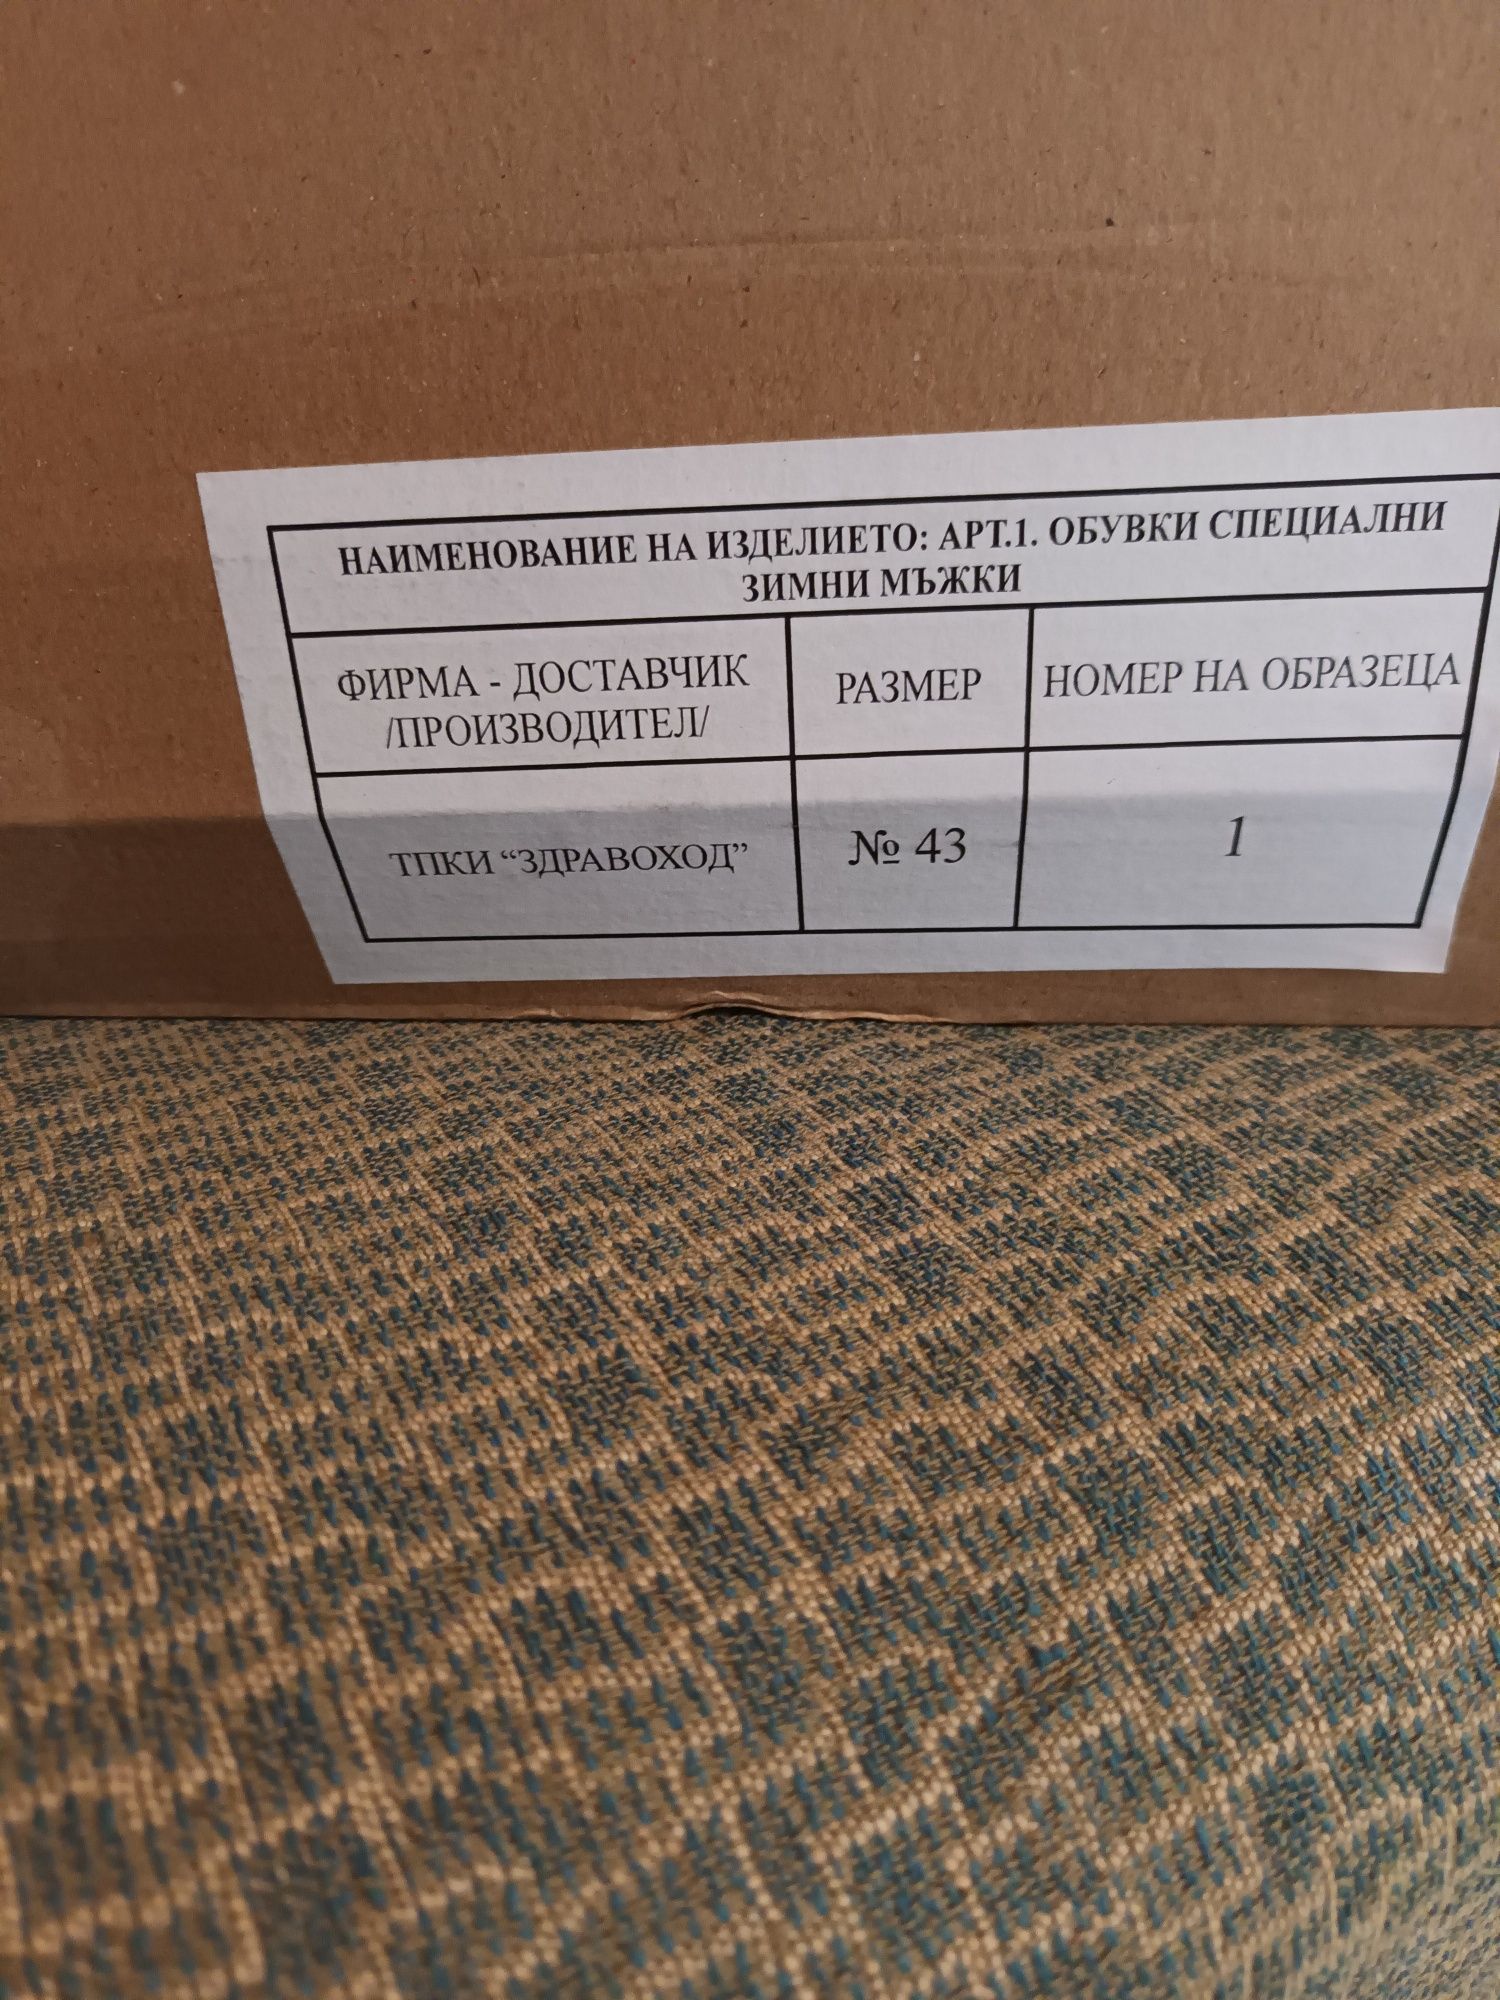 НАИМЕНОВАНИЕ НА ИЗДЕЛИЕТО: АРТ.1. ОБУВКИ СПЕЦИАЛНИ
ЗИМНИ МЪЖКИ
ФИРМА - ДОСТАВЧИК
/ПРОИЗВОДИТЕЛ/
РАЗМЕР
НОМЕР НА ОБРАЗЕЦА
ТПКИ “ЗДРАВОХОД”
№ 43
1